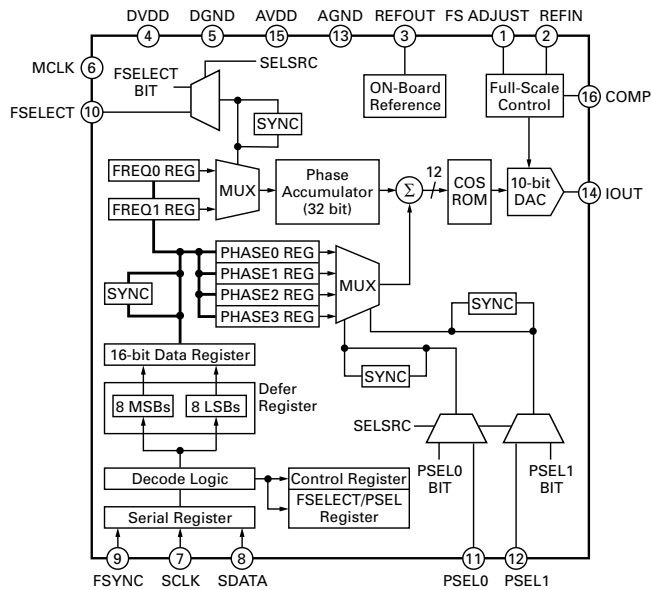 DVDD DGND AVDD AGND REFOUT FS ADJUST REFIN
4 5 15 13 3 1 2
MCLK 6
SELSRC
FSELECT
BIT
FSELECT 10
SYNC
ON-Board
Reference
Full-Scale
Control
16 COMP
FREQ0 REG
FREQ1 REG
MUX
Phase
Accumulator
(32 bit)
Σ
12
COS
ROM
10-bit
DAC
14 IOUT
PHASE0 REG
PHASE1 REG
PHASE2 REG
PHASE3 REG
MUX
SYNC
SYNC
SYNC
16-bit Data Register
8 MSBs 8 LSBs
Defer
Register
SELSRC
PSEL0
BIT
PSEL1
BIT
Decode Logic
Control Register
FSELECT/PSEL
Register
Serial Register
9 7 8 11 12
FSYNC SCLK SDATA PSEL0 PSEL1